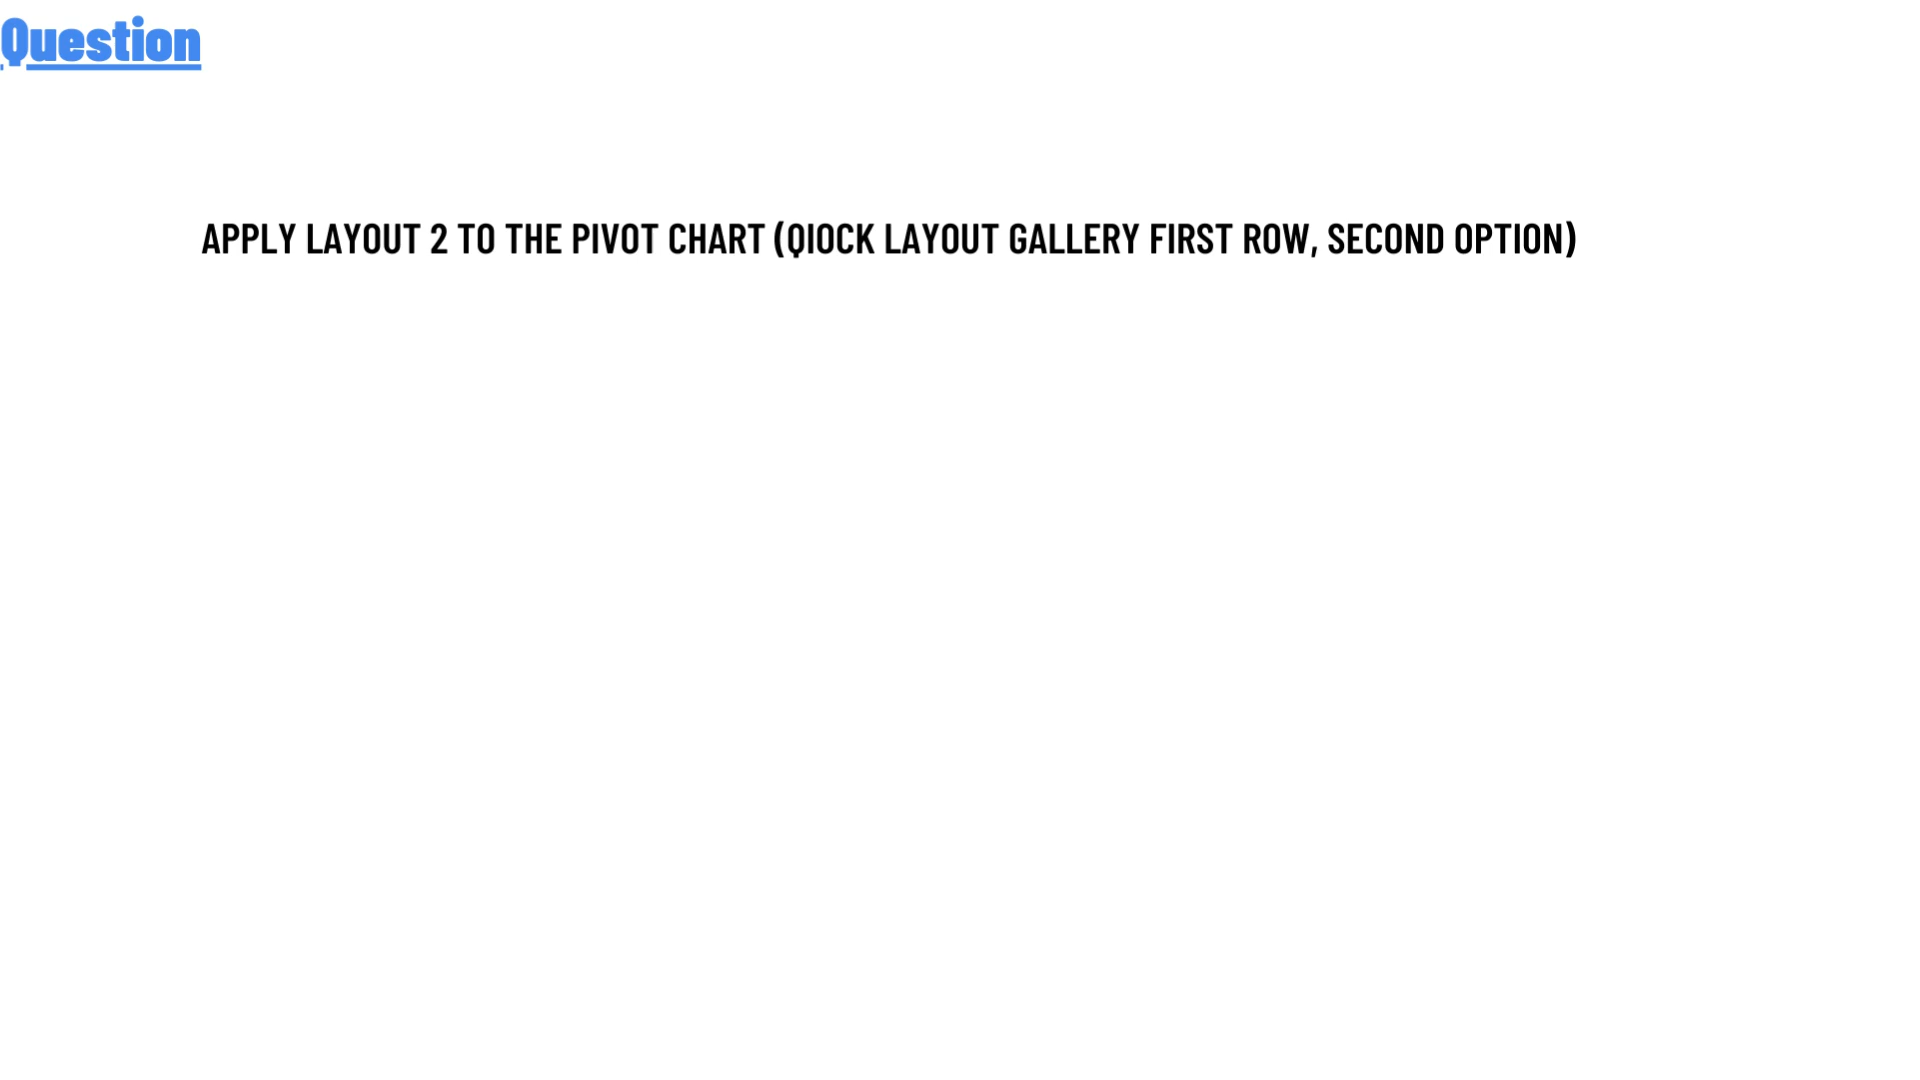 Question
APPLY LAYOUT 2 TO THE PIVOT CHART (QIOCK LAYOUT GALLERY FIRST ROW, SECOND OPTION)